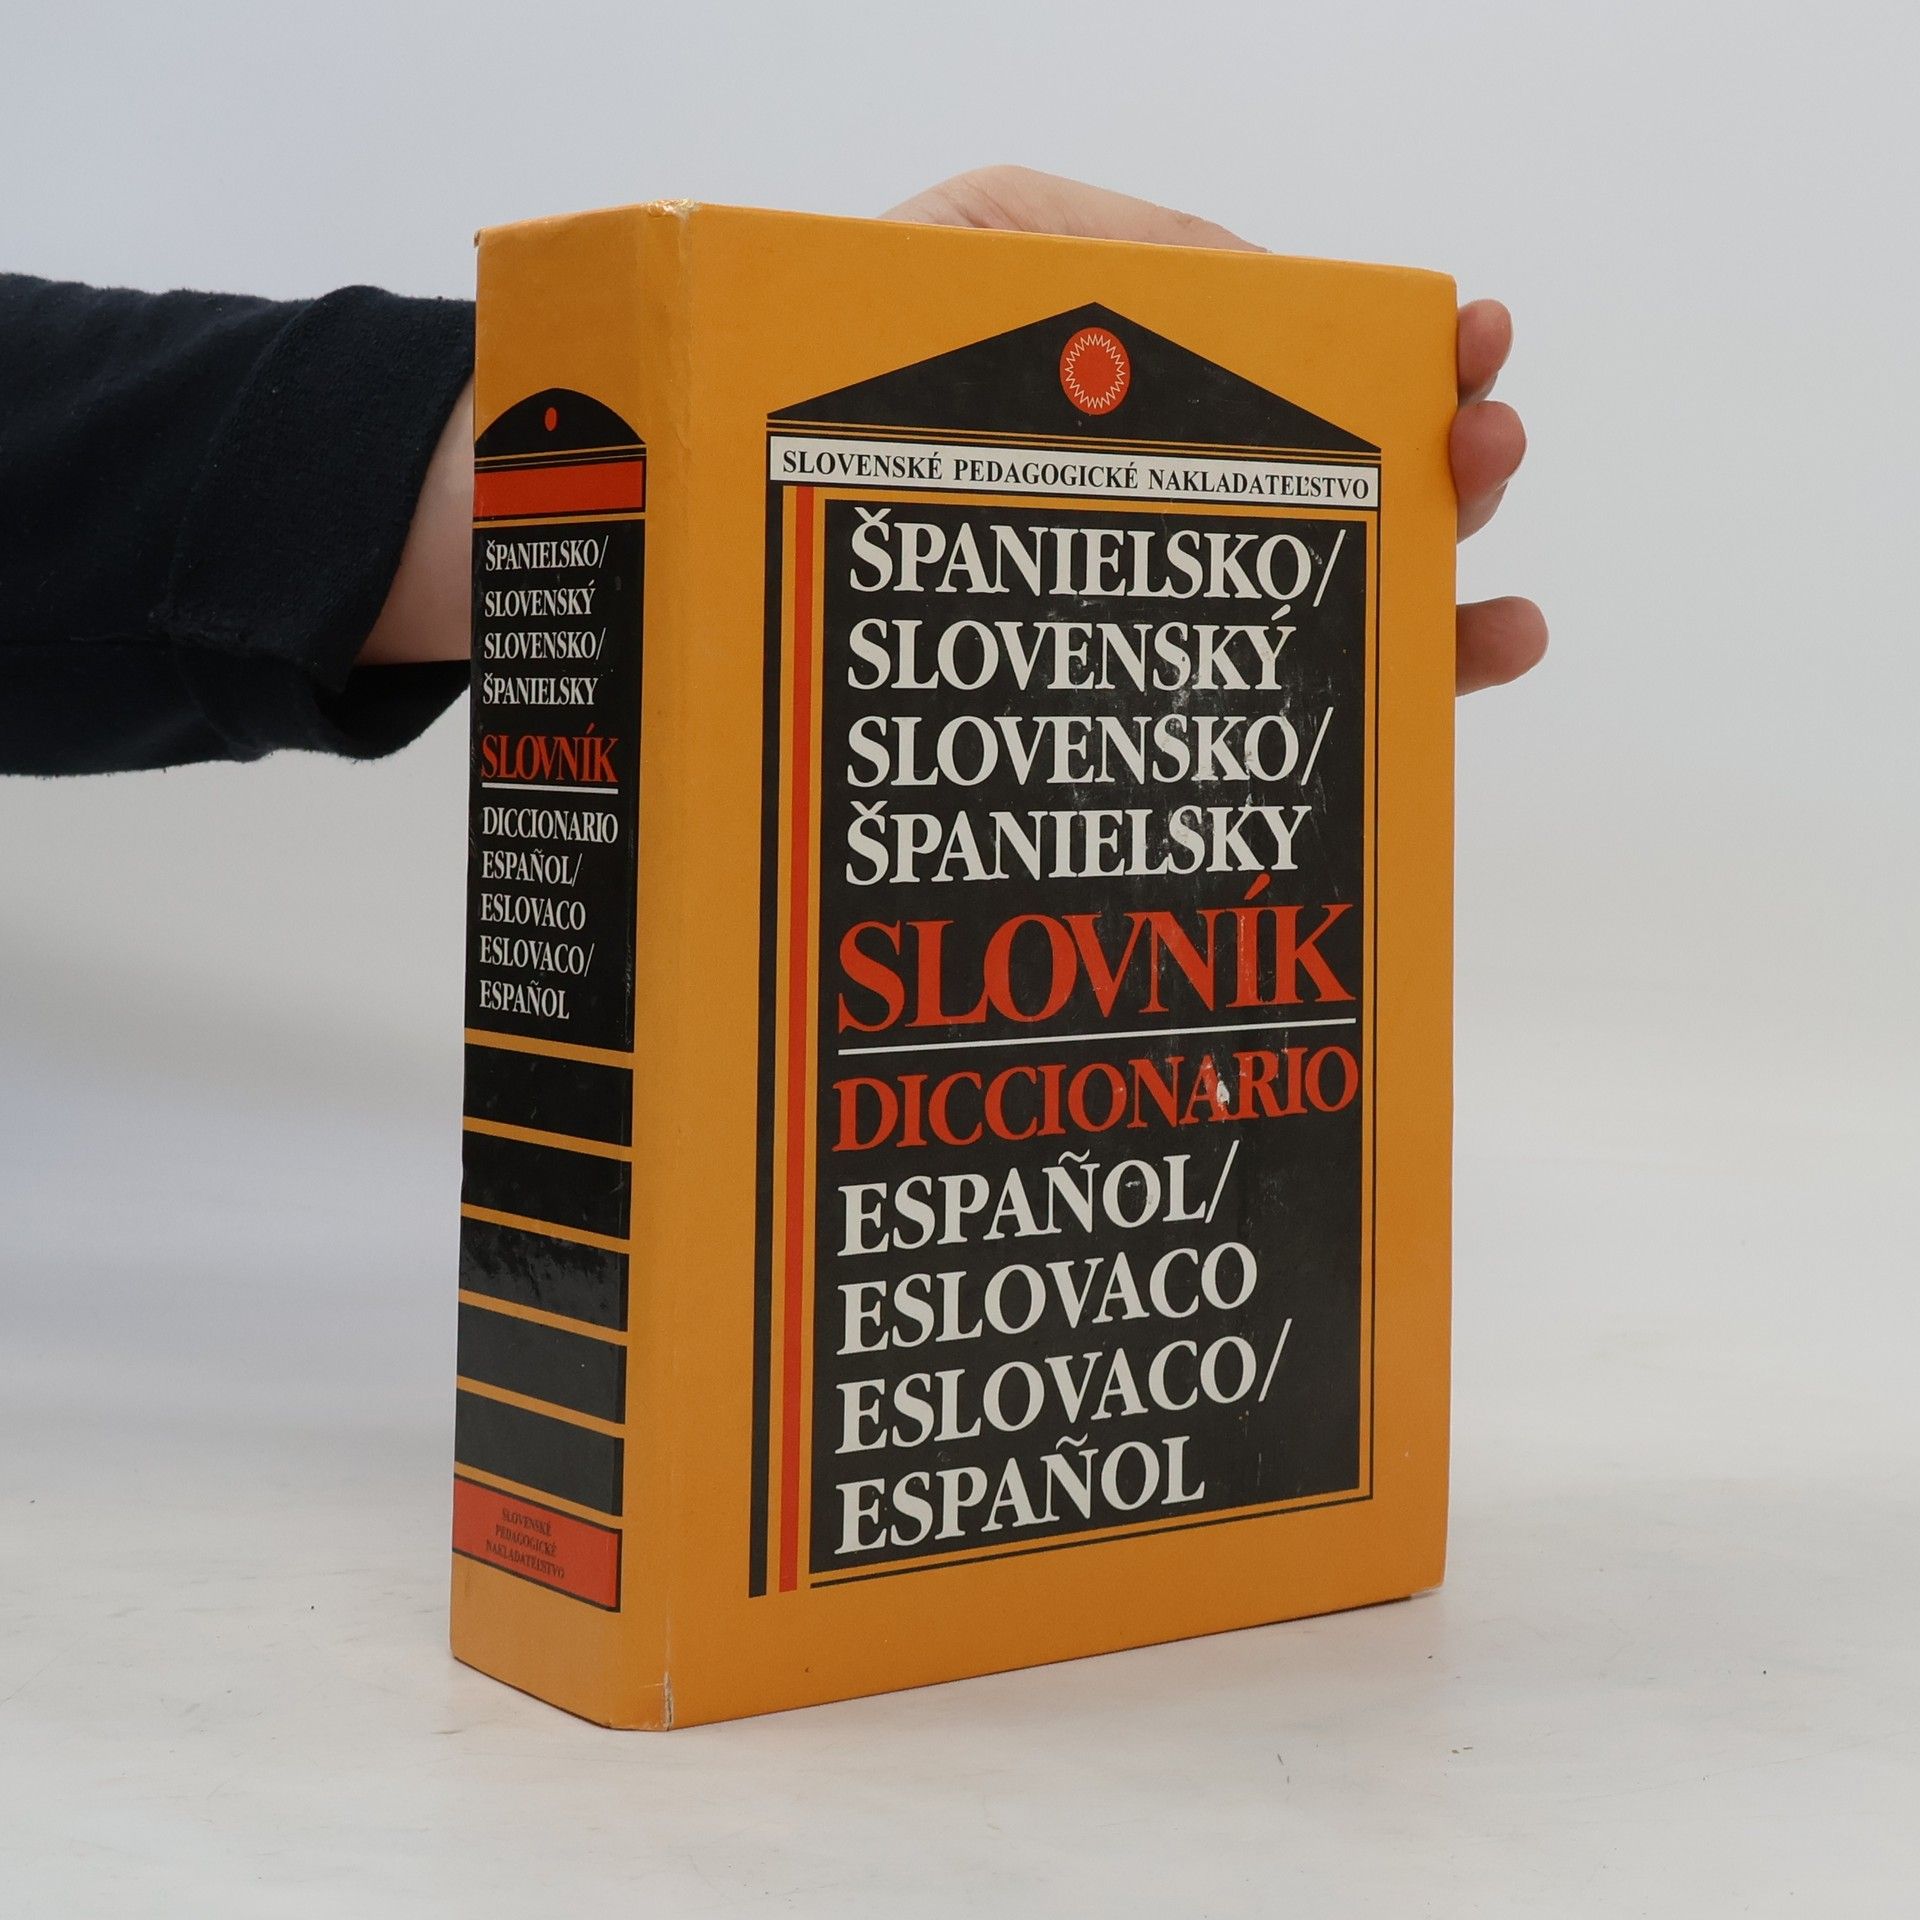 ŠPANIELSKO/
SLOVENSKÝ
SLOVENSKO/
ŠPANIELSKY
SLOVNÍK
DICCIONARIO
ESPAÑOL/
ESLOVACO
ESLOVACO/
ESPAÑOL
SLOVENSKÉ
PEDAGOGICKÉ
NAKLADATEĽSTVO
SLOVENSKÉ PEDAGOGICKÉ NAKLADATEĽSTVO
ŠPANIELSKO/
SLOVENSKÝ
SLOVENSKO/
ŠPANIELSKY
SLOVNÍK
DICCIONARIO
ESPAÑOL/
ESLOVACO
ESLOVACO/
ESPAÑOL